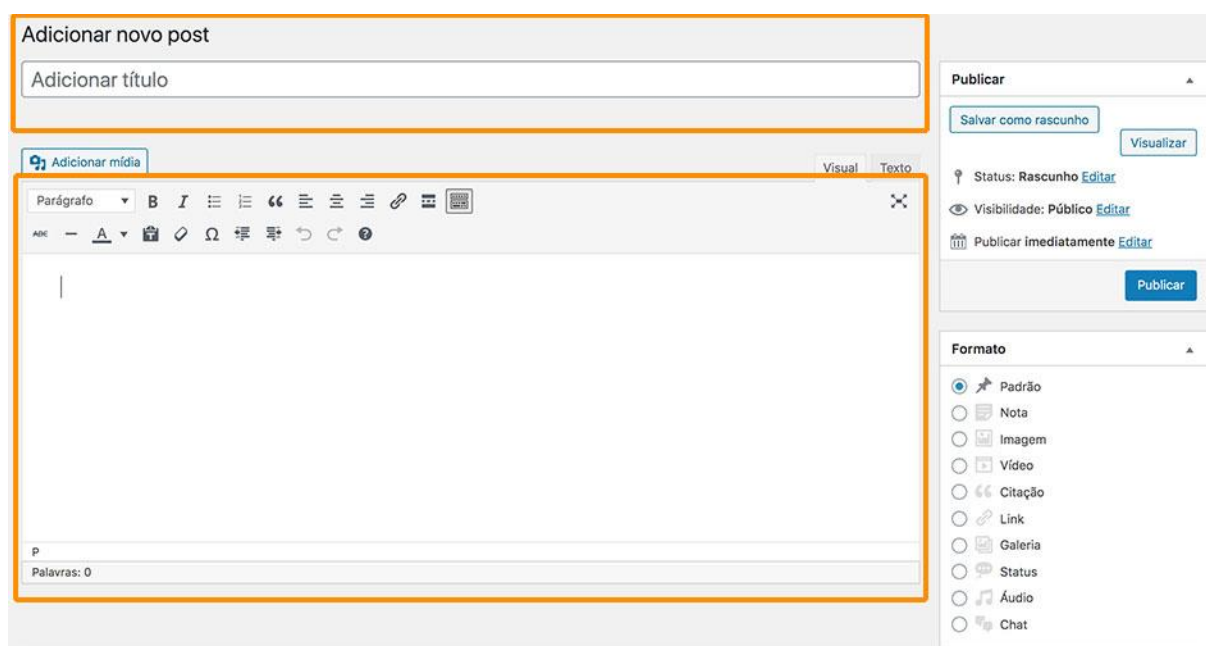 Adicionar novo post
Adicionar título
Adicionar mídia
Visual Texto
Parágrafo B I
ABC A Ω
P
Palavras: 0
Publicar
Salvar como rascunho
Visualizar
Status: Rascunho Editar
Visibilidade: Público Editar
Publicar imediatamente Editar
Publicar
Formato
Padrão
Nota
Imagem
Vídeo
Citação
Link
Galeria
Status
Áudio
Chat